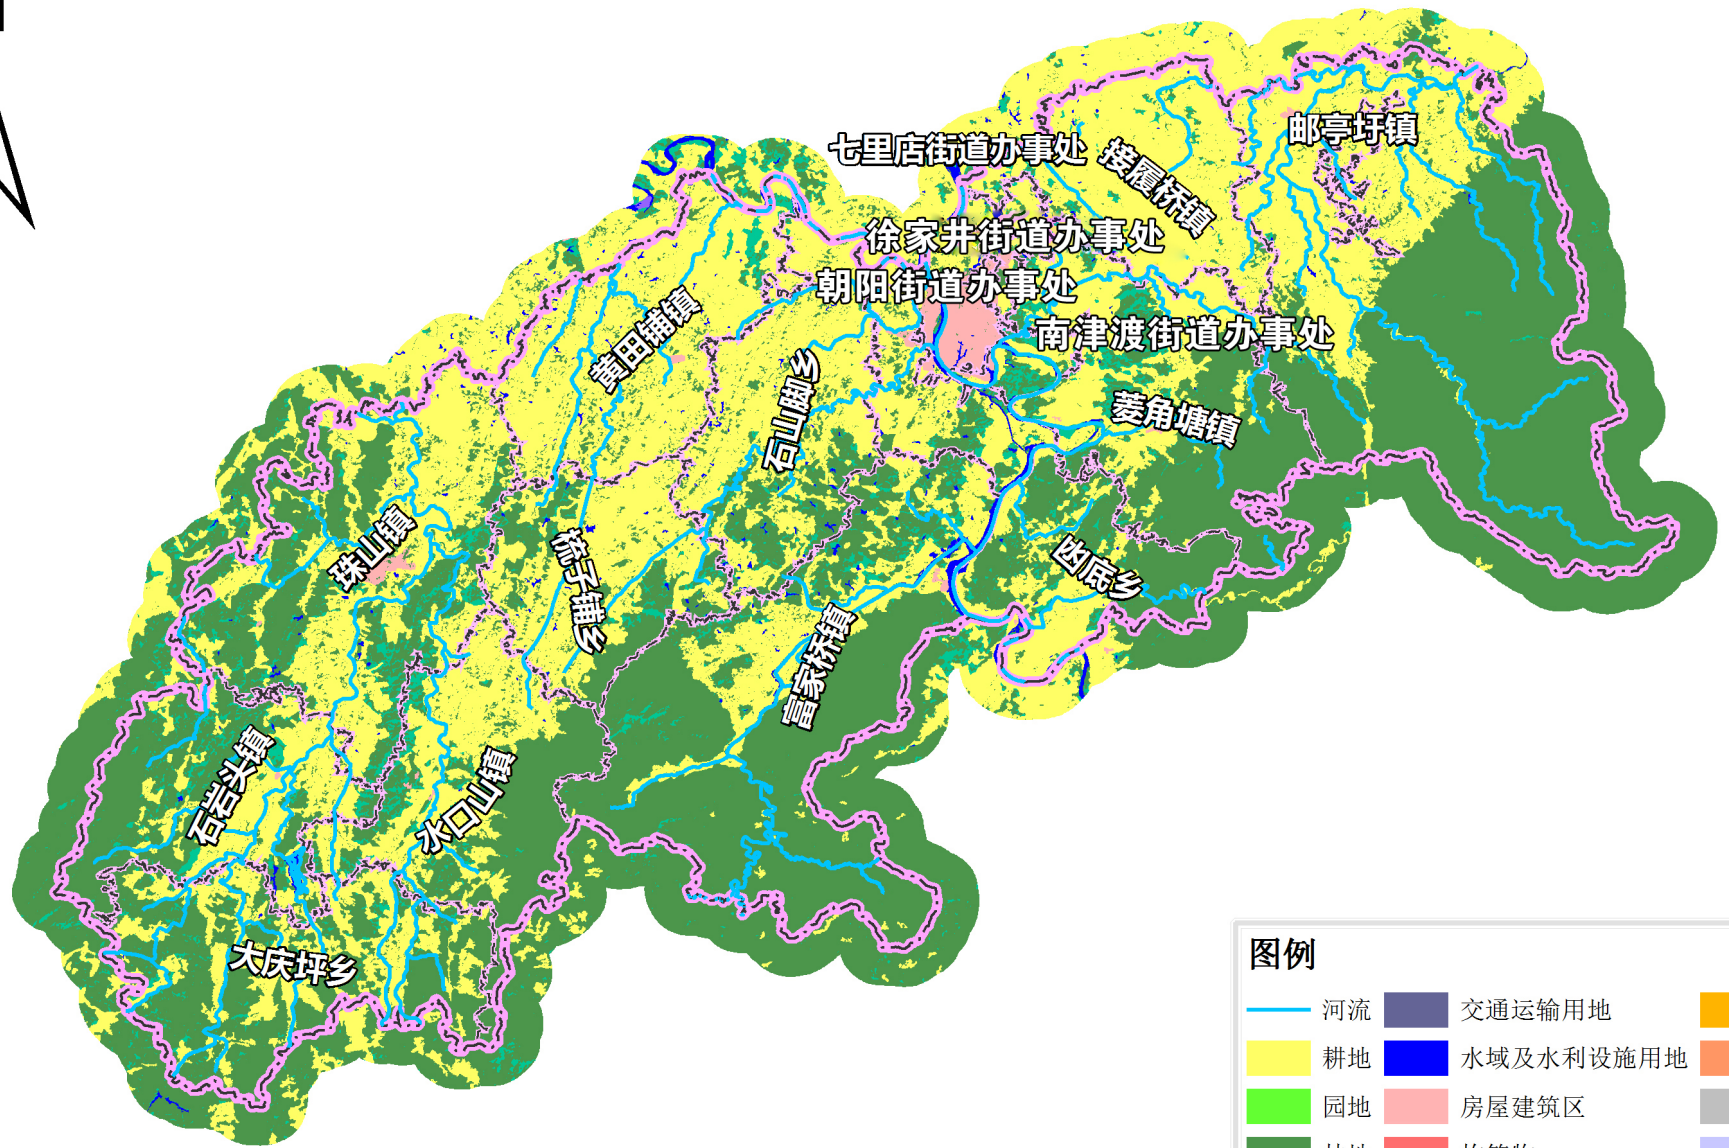 邮亭圩镇
七里店街道办事处
接履桥镇
徐家井街道办事处
朝阳街道办事处
南津渡街道办事处
黄田铺镇
石山脚乡
菱角塘镇
珠山镇
梳子铺乡
凼底乡
富家桥镇
石岩头镇
水口山镇
大庆坪乡
图例
河流
交通运输用地
耕地
水域及水利设施用地
园地
房屋建筑区